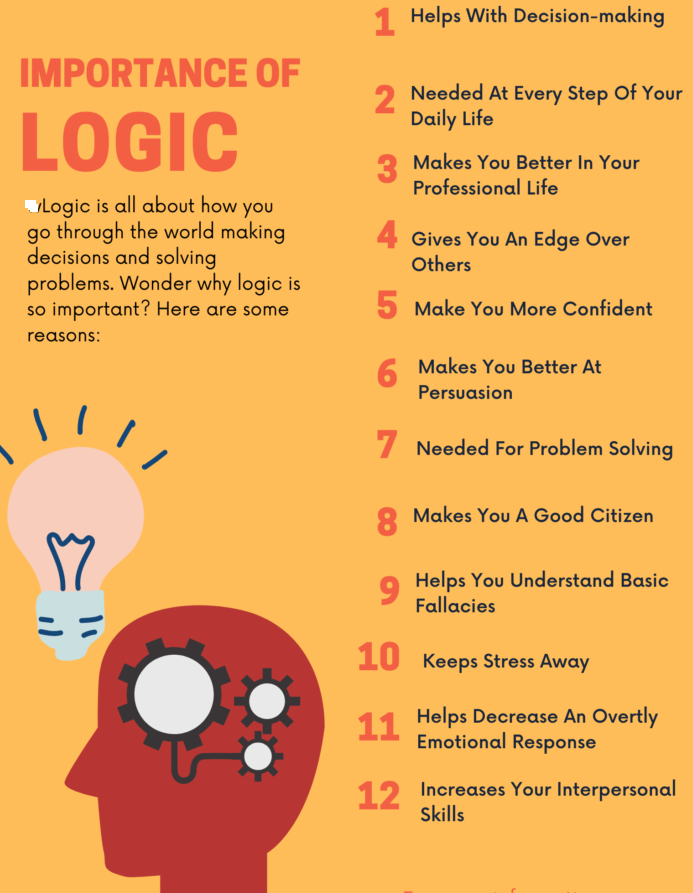 IMPORTANCE OF
LOGIC
Logic is all about how you
go through the world making
decisions and solving
problems. Wonder why logic is
so important? Here are some
reasons:
1 Helps With Decision-making
2 Needed At Every Step Of Your
Daily Life
3 Makes You Better In Your
Professional Life
4 Gives You An Edge Over
Others
5 Make You More Confident
6 Makes You Better At
Persuasion
7 Needed For Problem Solving
8 Makes You A Good Citizen
9 Helps You Understand Basic
Fallacies
10 Keeps Stress Away
11 Helps Decrease An Overtly
Emotional Response
12 Increases Your Interpersonal
Skills